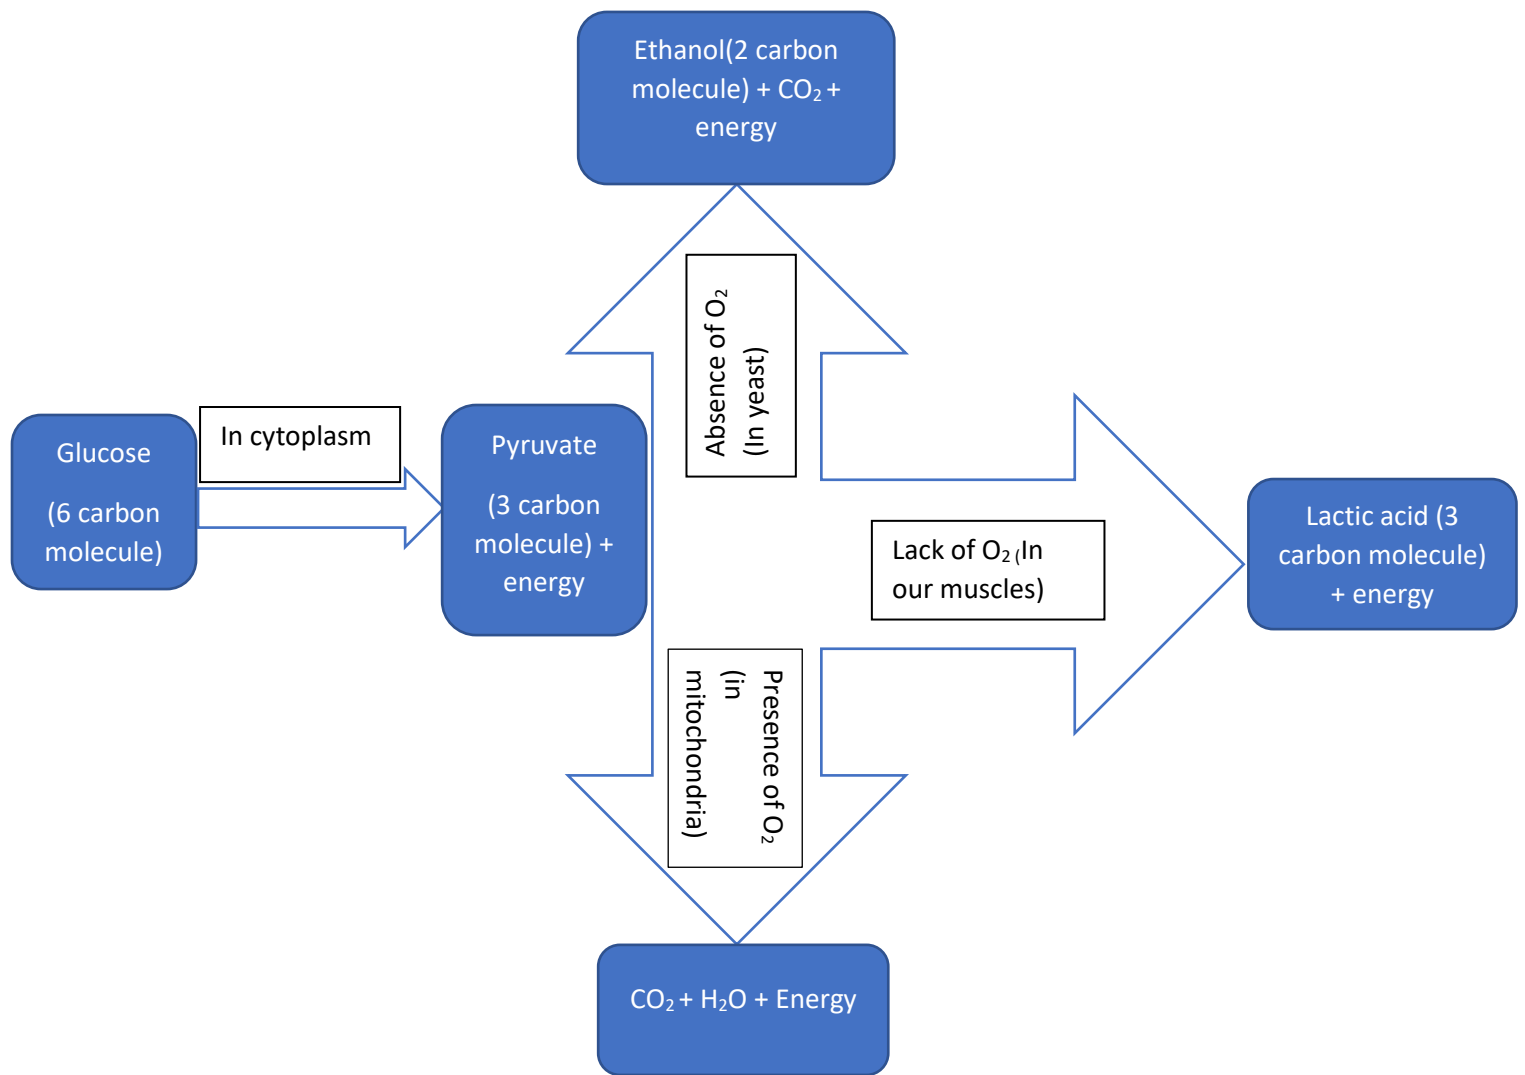 Ethanol(2 carbon
molecule) + CO₂ +
energy
Absence of O₂
(In yeast)
Glucose
(6 carbon
molecule)
In cytoplasm
Pyruvate
(3 carbon
molecule) +
energy
Lack of O₂ (In
our muscles)
Lactic acid (3
carbon molecule)
+ energy
Presence of O₂
(in
mitochondria)
CO₂ + H₂O + Energy